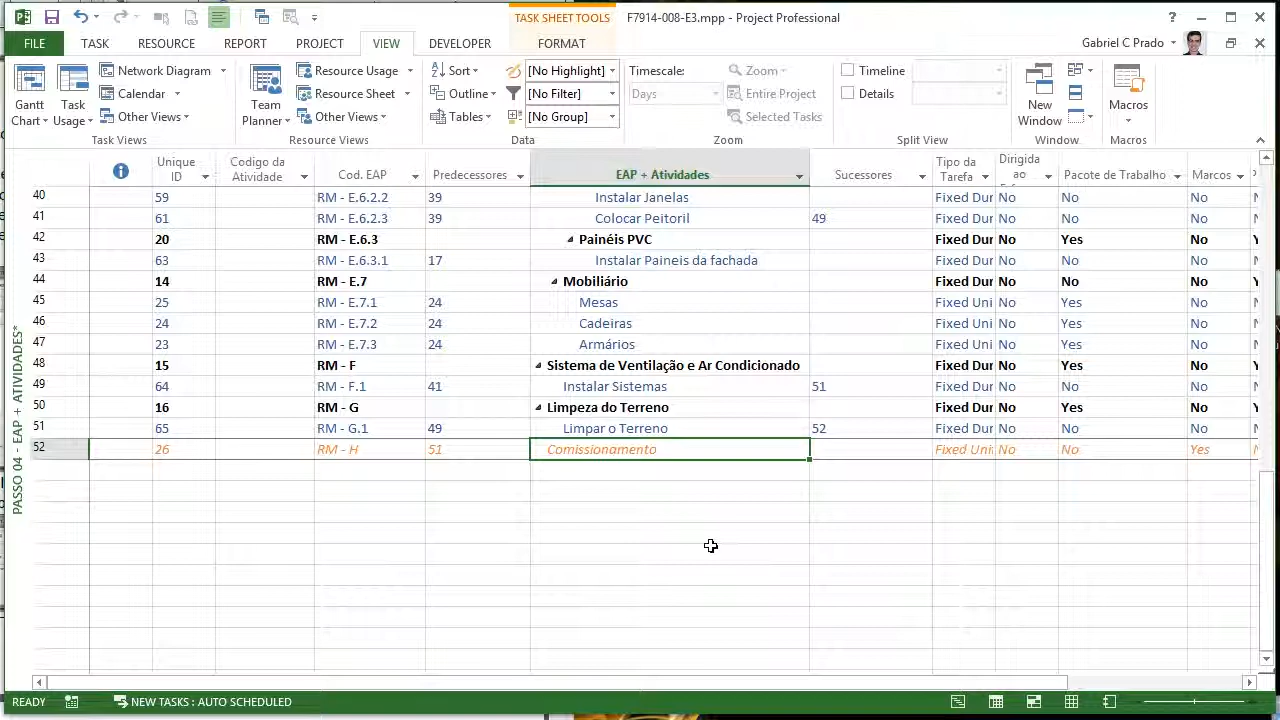 TASK SHEET TOOLS
F7914-008-E3.mpp - Project Professional
FILE TASK RESOURCE REPORT PROJECT VIEW DEVELOPER FORMAT
Gabriel C Prado
Gantt Chart
Task Usage
Network Diagram
Calendar
Other Views
Task Views
Team Planner
Resource Usage
Resource Sheet
Other Views
Resource Views
Sort
Outline
Tables
[No Highlight]
[No Filter]
[No Group]
Data
Timescale:
Days
Zoom
Entire Project
Selected Tasks
Zoom
Timeline
Details
Split View
New Window
Window
Macros
Macros
Unique ID Codigo da Atividade Cod. EAP Predecessores EAP + Atividades Sucessores Tipo da Tarefa Dirigida ao Pacote de Trabalho Marcos
40 59 RM - E.6.2.2 39 Instalar Janelas Fixed Dur No No No
41 61 RM - E.6.2.3 39 Colocar Peitoril 49 Fixed Dur No No No
42 20 RM - E.6.3 Painéis PVC Fixed Dur No Yes No
43 63 RM - E.6.3.1 17 Instalar Paineis da fachada Fixed Dur No No No
44 14 RM - E.7 Mobiliário Fixed Dur No No No
45 25 RM - E.7.1 24 Mesas Fixed Uni No Yes No
46 24 RM - E.7.2 24 Cadeiras Fixed Uni No Yes No
47 23 RM - E.7.3 24 Armários Fixed Uni No Yes No
48 15 RM - F Sistema de Ventilação e Ar Condicionado Fixed Dur No Yes No
49 64 RM - F.1 41 Instalar Sistemas 51 Fixed Dur No No No
50 16 RM - G Limpeza do Terreno Fixed Dur No Yes No
51 65 RM - G.1 49 Limpar o Terreno 52 Fixed Dur No No No
52 26 RM - H 51 Comissionamento Fixed Uni No No Yes
PASSO 04 - EAP + ATIVIDADES*
READY NEW TASKS : AUTO SCHEDULED